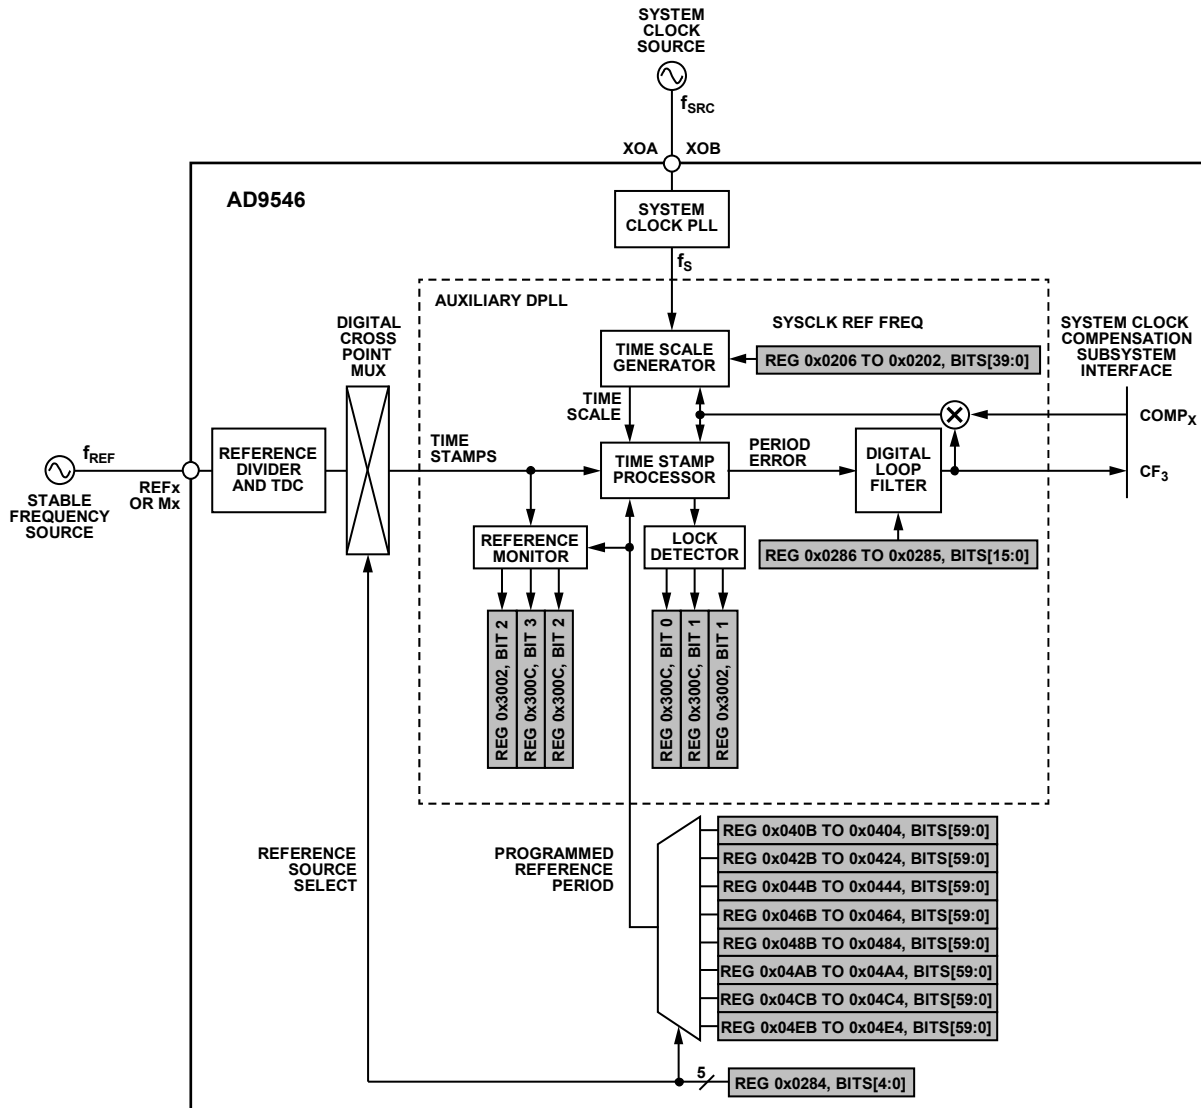 SYSTEM
CLOCK
SOURCE
fSRC
XOA
XOB
AD9546
SYSTEM
CLOCK PLL
fS
AUXILIARY DPLL
DIGITAL
CROSS
POINT
MUX
SYSCLK REF FREQ
SYSTEM CLOCK
COMPENSATION
SUBSYSTEM
INTERFACE
TIME SCALE
GENERATOR
REG 0x0206 TO 0x0202, BITS[39:0]
TIME
SCALE
COMPX
fREF
REFERENCE
DIVIDER
AND TDC
TIME
STAMPS
TIME STAMP
PROCESSOR
PERIOD
ERROR
DIGITAL
LOOP
FILTER
CF3
REFx
OR Mx
STABLE
FREQUENCY
SOURCE
REFERENCE
MONITOR
LOCK
DETECTOR
REG 0x0286 TO 0x0285, BITS[15:0]
REG 0x3002, BIT 2
REG 0x300C, BIT 3
REG 0x300C, BIT 2
REG 0x300C, BIT 0
REG 0x300C, BIT 1
REG 0x3002, BIT 1
REFERENCE
SOURCE
SELECT
PROGRAMMED
REFERENCE
PERIOD
REG 0x040B TO 0x0404, BITS[59:0]
REG 0x042B TO 0x0424, BITS[59:0]
REG 0x044B TO 0x0444, BITS[59:0]
REG 0x046B TO 0x0464, BITS[59:0]
REG 0x048B TO 0x0484, BITS[59:0]
REG 0x04AB TO 0x04A4, BITS[59:0]
REG 0x04CB TO 0x04C4, BITS[59:0]
REG 0x04EB TO 0x04E4, BITS[59:0]
5
REG 0x0284, BITS[4:0]